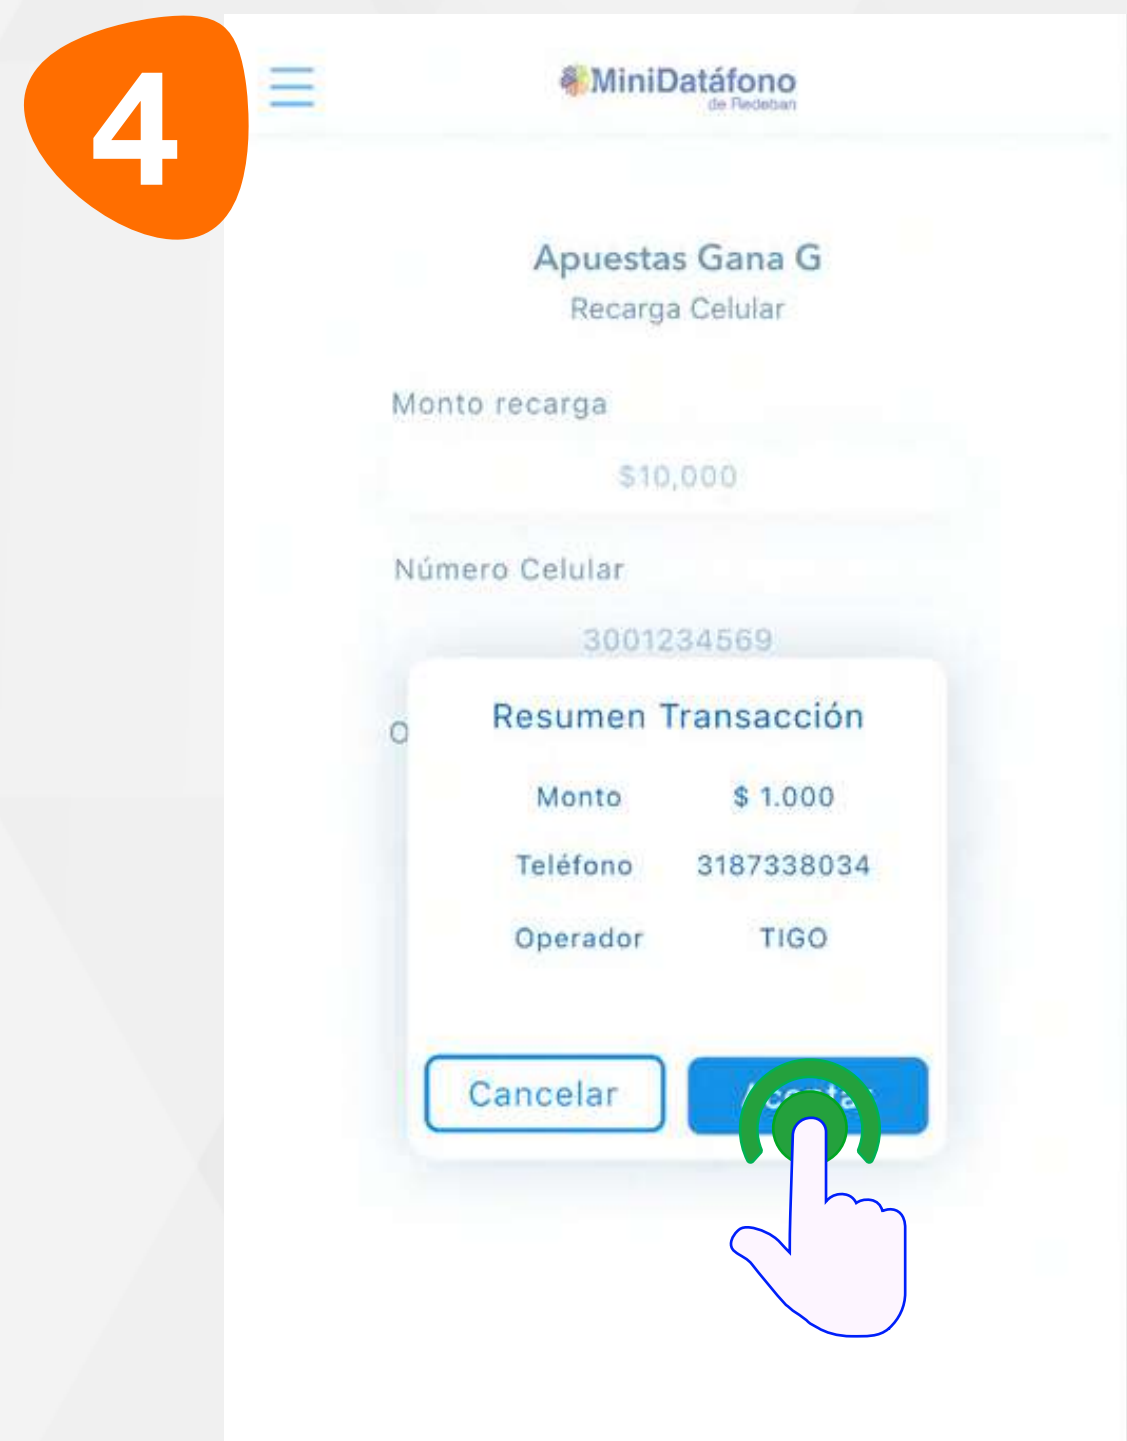 4
MiniDatáfono
de Redeban
Apuestas Gana G
Recarga Celular
Monto recarga
$10,000
Número Celular
3001234569
O
Resumen Transacción
Monto $ 1.000
Teléfono 3187338034
Operador TIGO
Cancelar